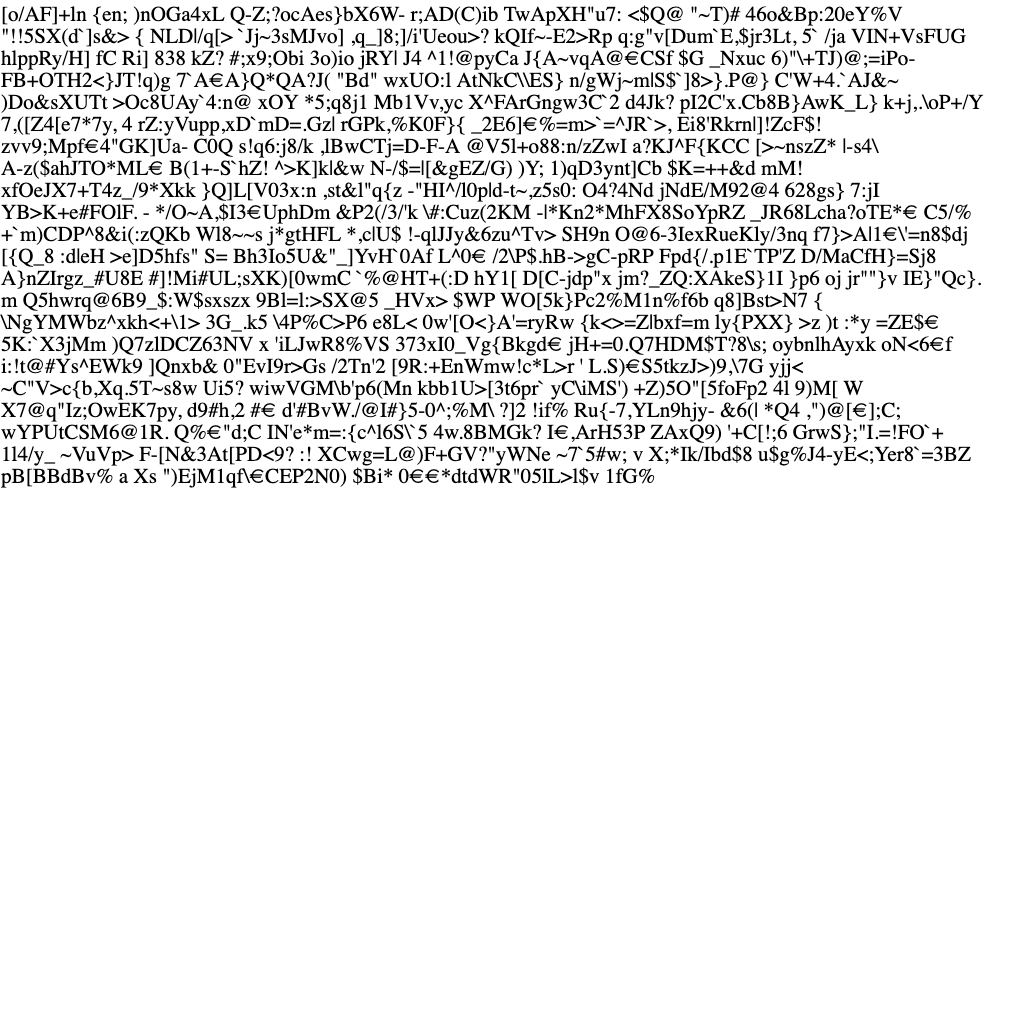 [o/AF]+ln {en; )nOGa4xL Q-Z;?ocAes}bX6W- r;AD(C)ib TwApXH"u7: <$Q@ "~T)# 46o&Bp:20eY%V
"!!5SX(d`]s&> { NLD|/q[> `Jj~3sMJvo] ,q_]8;]/i'Ueou>? kQIf~-E2>Rp q:g"v[Dum`E,$jr3Lt, 5` /ja VIN+VsFUG
hlppRy/H] fC Ri] 838 kZ? #;x9;Obi 3o)io jRY| J4 ^1!@pyCa J{A~vqA@€CSf $G _Nxuc 6)"\+TJ)@;=iPo-
FB+OTH2<}JT!q)g 7`A€A}Q*QA?J( "Bd" wxUO:l AtNkC\\ES} n/gWj~m|S$`]8>}.P@} C'W+4.`AJ&~
)Do&sXUTt >Oc8UAy`4:n@ xOY *5;q8j1 Mb1Vv,yc X^FArGngw3C`2 d4Jk? pI2C'x.Cb8B}AwK_L} k+j,.\oP+/Y
7,([Z4[e7*7y, 4 rZ:yVupp,xD`mD=.Gz| rGPk,%K0F}{ _2E6]€%=m>`=^JR`>, Ei8'Rkrn|]!ZcF$!
zvv9;Mpf€4"GK]Ua- C0Q s!q6:j8/k ,lBwCTj=D-F-A @V5l+o88:n/zZwI a?KJ^F{KCC [>~nszZ* |-s4\
A-z($ahJTO*ML€ B(1+-S`hZ! ^>K]k|&w N-/$=|[&gEZ/G) )Y; 1)qD3ynt]Cb $K=++&d mM!
xfOeJX7+T4z_/9*Xkk }Q]L[V03x:n ,st&l"q{z -"HI^/l0p|d-t~,z5s0: O4?4Nd jNdE/M92@4 628gs} 7:jI
YB>K+e#FOlF. - */O~A,$I3€UphDm &P2(/3/'k \#:Cuz(2KM -|*Kn2*MhFX8SoYpRZ _JR68Lcha?oTE*€ C5/%
+`m)CDP^8&i(:zQKb Wl8~~s j*gtHFL *,c|U$ !-qlJJy&6zu^Tv> SH9n O@6-3IexRueKly/3nq f7}>A|1€\'=n8$dj
[{Q_8 :d|eH >e]D5hfs" S= Bh3Io5U&"_]YvH`0Af L^0€ /2\P$.hB->gC-pRP Fpd{/.p1E`TP'Z D/MaCfH}=Sj8
A}nZIrgz_#U8E #]!Mi#UL;sXK)[0wmC `%@HT+(:D hY1[ D[C-jdp"x jm?_ZQ:XAkeS}1I }p6 oj jr""}v IE}"Qc}.
m Q5hwrq@6B9_$:W$sxszx 9Bl=l:>SX@5 _HVx> $WP WO[5k}Pc2%M1n%f6b q8]Bst>N7 {
\NgYMWbz^xkh<+\1> 3G_.k5 \4P%C>P6 e8L< 0w'[O<}A'=ryRw {k<>=Z|bxf=m ly{PXX} >z )t :*y =ZE$€
5K:`X3jMm )Q7zlDCZ63NV x 'iLJwR8%VS 373xI0_Vg{Bkgd€ jH+=0.Q7HDM$T?8\s; oybnlhAyxk oN<6€f
i:!t@#Ys^EWk9 ]Qnxb& 0"EvI9r>Gs /2Tn'2 [9R:+EnWmw!c*L>r ' L.S)€S5tkzJ>)9,\7G yjj<
~C"V>c{b,Xq.5T~s8w Ui5? wiwVGM\b'p6(Mn kbb1U>[3t6pr` yC\iMS') +Z)5O"[5foFp2 4l 9)M[ W
X7@q"Iz;OwEK7py, d9#h,2 #€ d'#BvW./@I#}5-0^;%M\ ?]2 !if% Ru{-7,YLn9hjy- &6(| *Q4 ,")@[€];C;
wYPUtCSM6@1R. Q%€"d;C IN'e*m=:{c^l6S\`5 4w.8BMGk? I€,ArH53P ZAxQ9) '+C[!;6 GrwS};"I.=!FO`+
1l4/y_ ~VuVp> F-[N&3At[PD<9? :! XCwg=L@)F+GV?"yWNe ~7`5#w; v X;*Ik/Ibd$8 u$g%J4-yE<;Yer8`=3BZ
pB[BBdBv% a Xs ")EjM1qf\€CEP2N0) $Bi* 0€€*dtdWR"05lL>l$v 1fG%